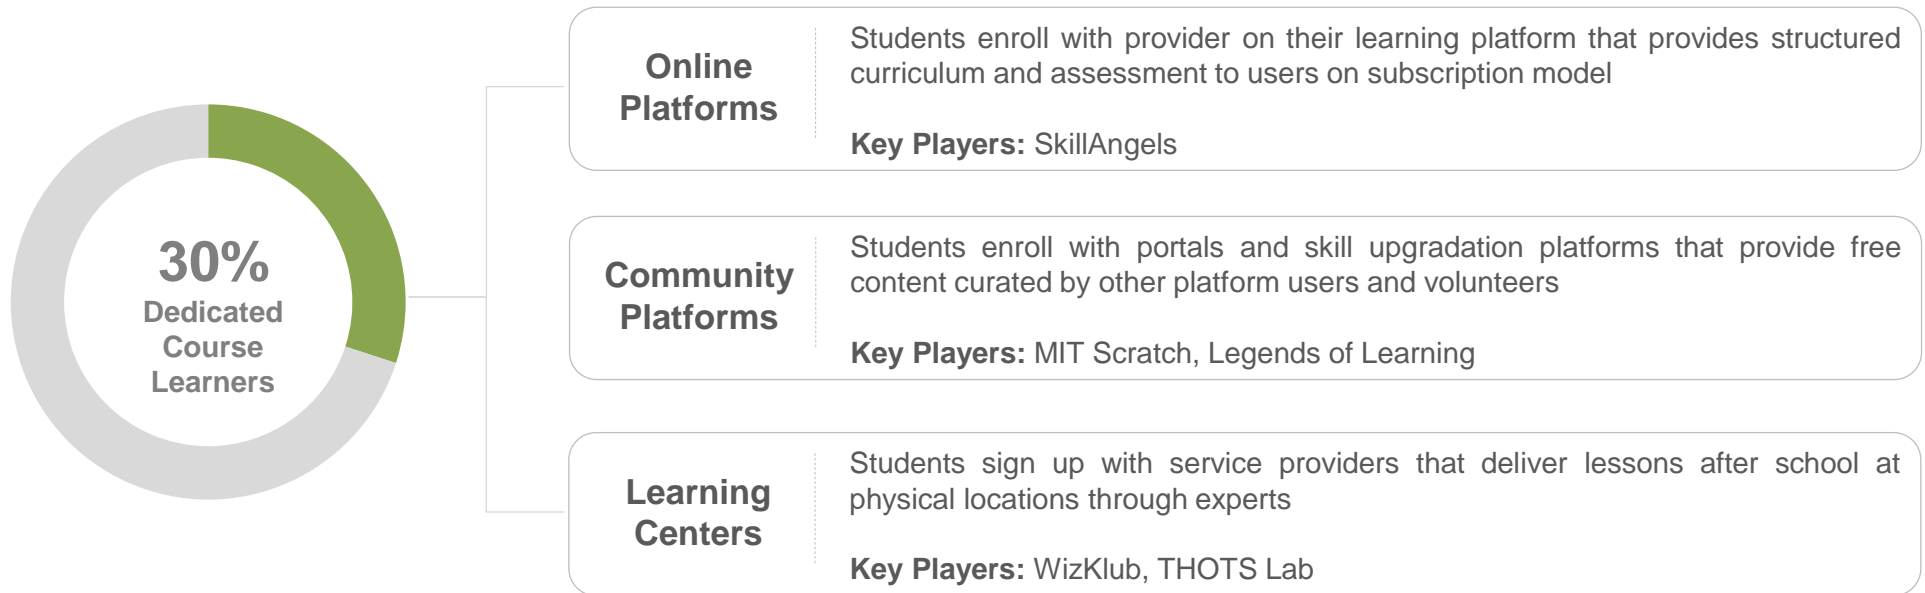 30%
Dedicated
Course
Learners
Online
Platforms
Students enroll with provider on their learning platform that provides structured
curriculum and assessment to users on subscription model
Key Players: SkillAngels
Community
Platforms
Students enroll with portals and skill upgradation platforms that provide free
content curated by other platform users and volunteers
Key Players: MIT Scratch, Legends of Learning
Learning
Centers
Students sign up with service providers that deliver lessons after school at
physical locations through experts
Key Players: WizKlub, THOTS Lab